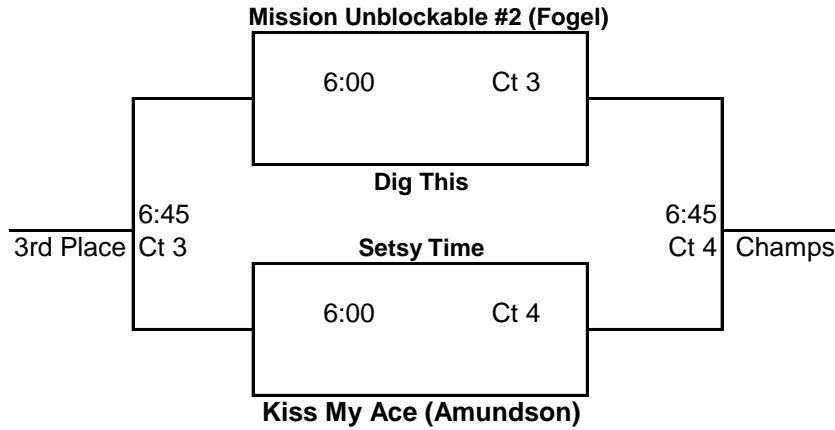 Mission Unblockable #2 (Fogel)
6:00 Ct 3
Dig This
6:45 6:45
3rd Place Ct 3 Setsy Time Ct 4 Champs
6:00 Ct 4
Kiss My Ace (Amundson)